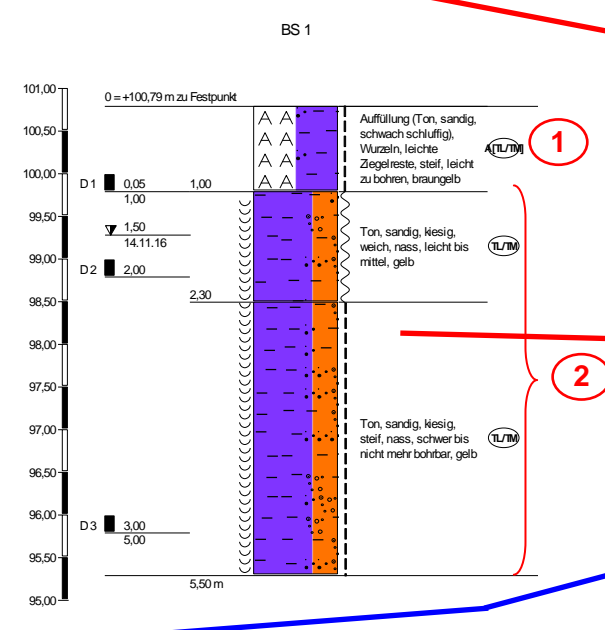 BS 1
101,00
0 = +100,79 m zu Festpunkt
100,50
100,00
99,50
99,00
98,50
98,00
97,50
97,00
96,50
96,00
95,50
95,00
A A
A A
A A
A A
Auffüllung (Ton, sandig,
schwach schluffig),
Wurzeln, leichte
Ziegelreste, steif, leicht
zu bohren, braungelb
A[TL/TM]
1
D1 0,05 1,00
1,00
1,50
14.11.16
D2 2,00
2,30
Ton, sandig, kiesig,
weich, nass, leicht bis
mittel, gelb
TL/TM
2
Ton, sandig, kiesig,
steif, nass, schwer bis
nicht mehr bohrbar, gelb
TL/TM
D3 3,00
5,00
5,50 m